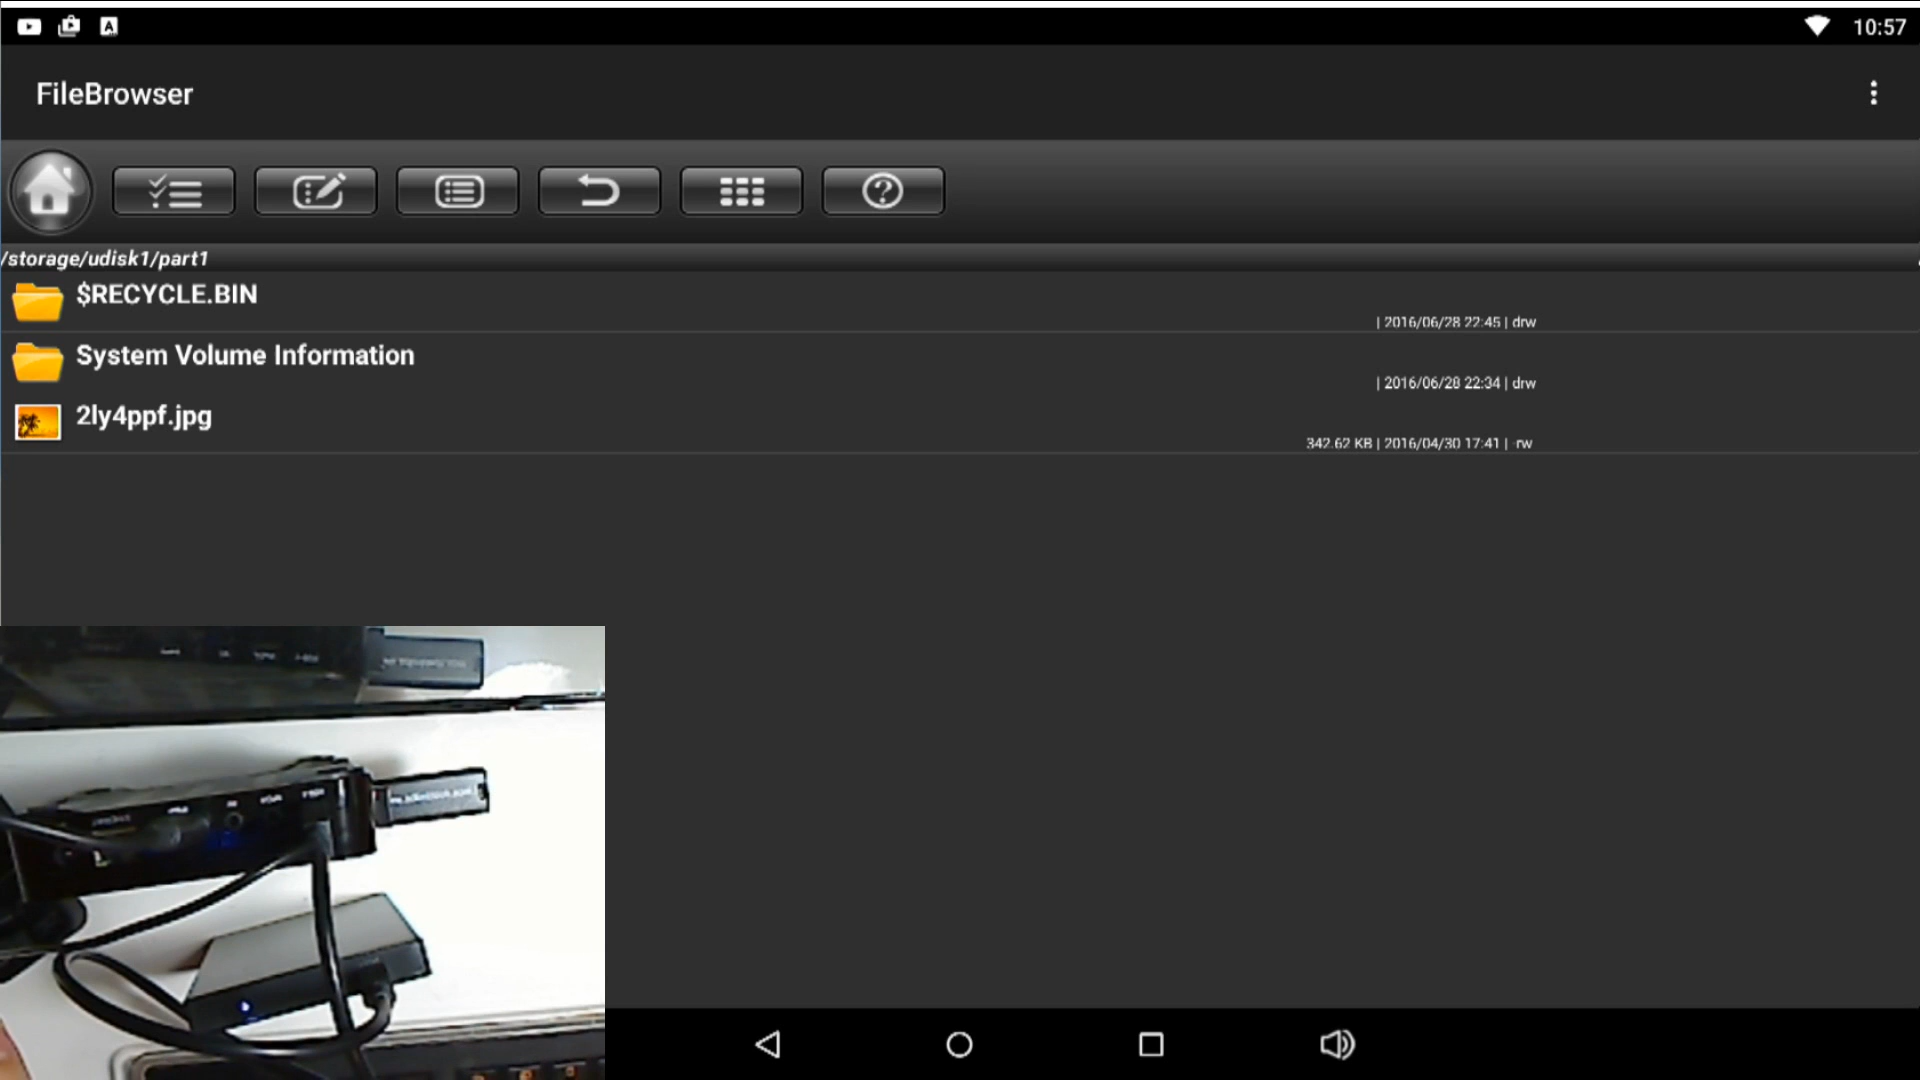 10:57
FileBrowser
/storage/udisk1/part1
$RECYCLE.BIN
| 2016/06/28 22:45 | drw
System Volume Information
| 2016/06/28 22:34 | drw
2ly4ppf.jpg
342.62 KB | 2016/04/30 17:41 | rw